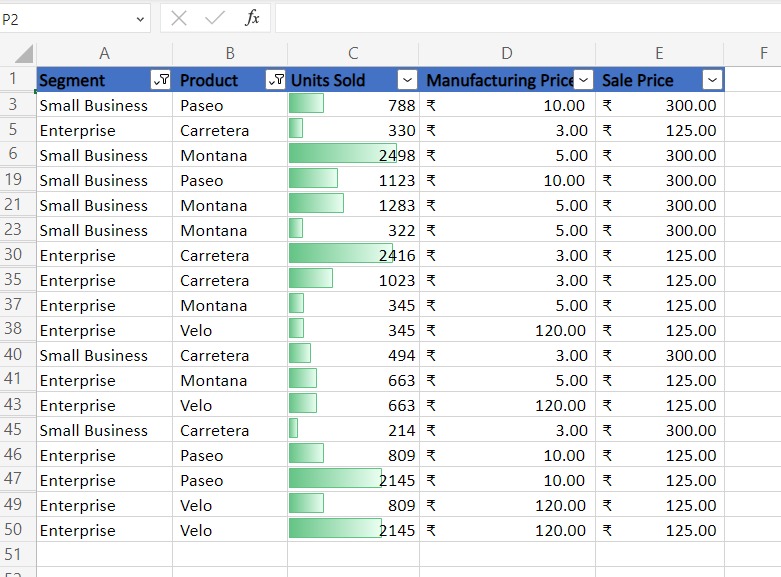 P2 fx
A B C D E F
1 Segment Product Units Sold Manufacturing Price Sale Price
3 Small Business Paseo 788 ₹ 10.00 ₹ 300.00
5 Enterprise Carretera 330 ₹ 3.00 ₹ 125.00
6 Small Business Montana 2498 ₹ 5.00 ₹ 300.00
19 Small Business Paseo 1123 ₹ 10.00 ₹ 300.00
21 Small Business Montana 1283 ₹ 5.00 ₹ 300.00
23 Small Business Montana 322 ₹ 5.00 ₹ 300.00
30 Enterprise Carretera 2416 ₹ 3.00 ₹ 125.00
35 Enterprise Carretera 1023 ₹ 3.00 ₹ 125.00
37 Enterprise Montana 345 ₹ 5.00 ₹ 125.00
38 Enterprise Velo 345 ₹ 120.00 ₹ 125.00
40 Small Business Carretera 494 ₹ 3.00 ₹ 300.00
41 Enterprise Montana 663 ₹ 5.00 ₹ 125.00
43 Enterprise Velo 663 ₹ 120.00 ₹ 125.00
45 Small Business Carretera 214 ₹ 3.00 ₹ 300.00
46 Enterprise Paseo 809 ₹ 10.00 ₹ 125.00
47 Enterprise Paseo 2145 ₹ 10.00 ₹ 125.00
49 Enterprise Velo 809 ₹ 120.00 ₹ 125.00
50 Enterprise Velo 2145 ₹ 120.00 ₹ 125.00
51